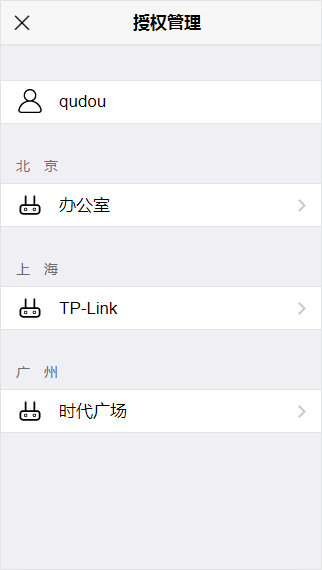 授权管理
qudou
北 京
办公室
上 海
TP-Link
广 州
时代广场